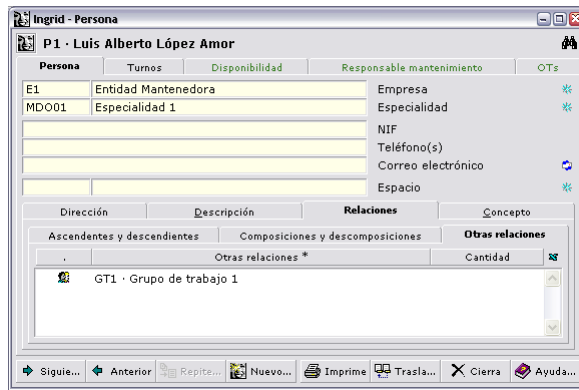 Ingrid - Persona
P1 · Luis Alberto López Amor
Persona Turnos Disponibilidad Responsable mantenimiento OTs
E1 Entidad Mantenedora Empresa
MDO01 Especialidad 1 Especialidad
NIF
Teléfono(s)
Correo electrónico
Espacio
Dirección Descripción Relaciones Concepto
Ascendentes y descendientes Composiciones y descomposiciones Otras relaciones
. Otras relaciones * Cantidad
GT1 · Grupo de trabajo 1
Siguie... Anterior Repite... Nuevo... Imprime Trasla... Cierra Ayuda...